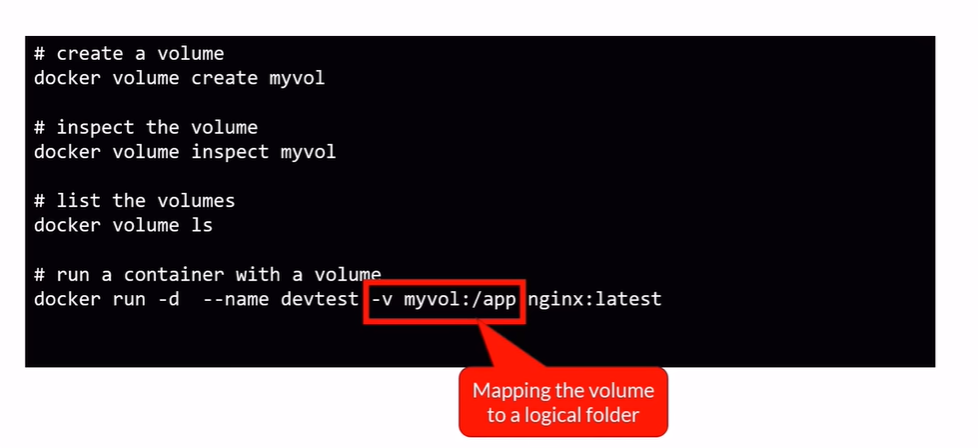 # create a volume
docker volume create myvol
# inspect the volume
docker volume inspect myvol
# list the volumes
docker volume ls
# run a container with a volume
docker run -d  --name devtest -v myvol:/app nginx:latest
Mapping the volume
to a logical folder